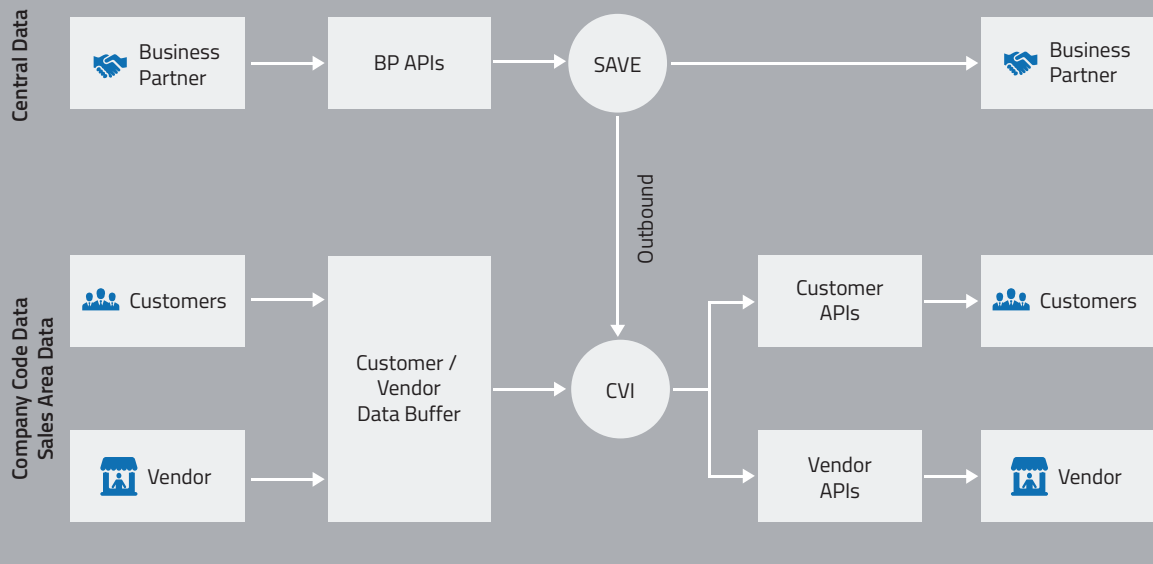 Central Data
Business
Partner
BP APIs
SAVE
Business
Partner
Outbound
Company Code Data
Sales Area Data
Customers
Vendor
Customer /
Vendor
Data Buffer
CVI
Customer
APIs
Vendor
APIs
Customers
Vendor